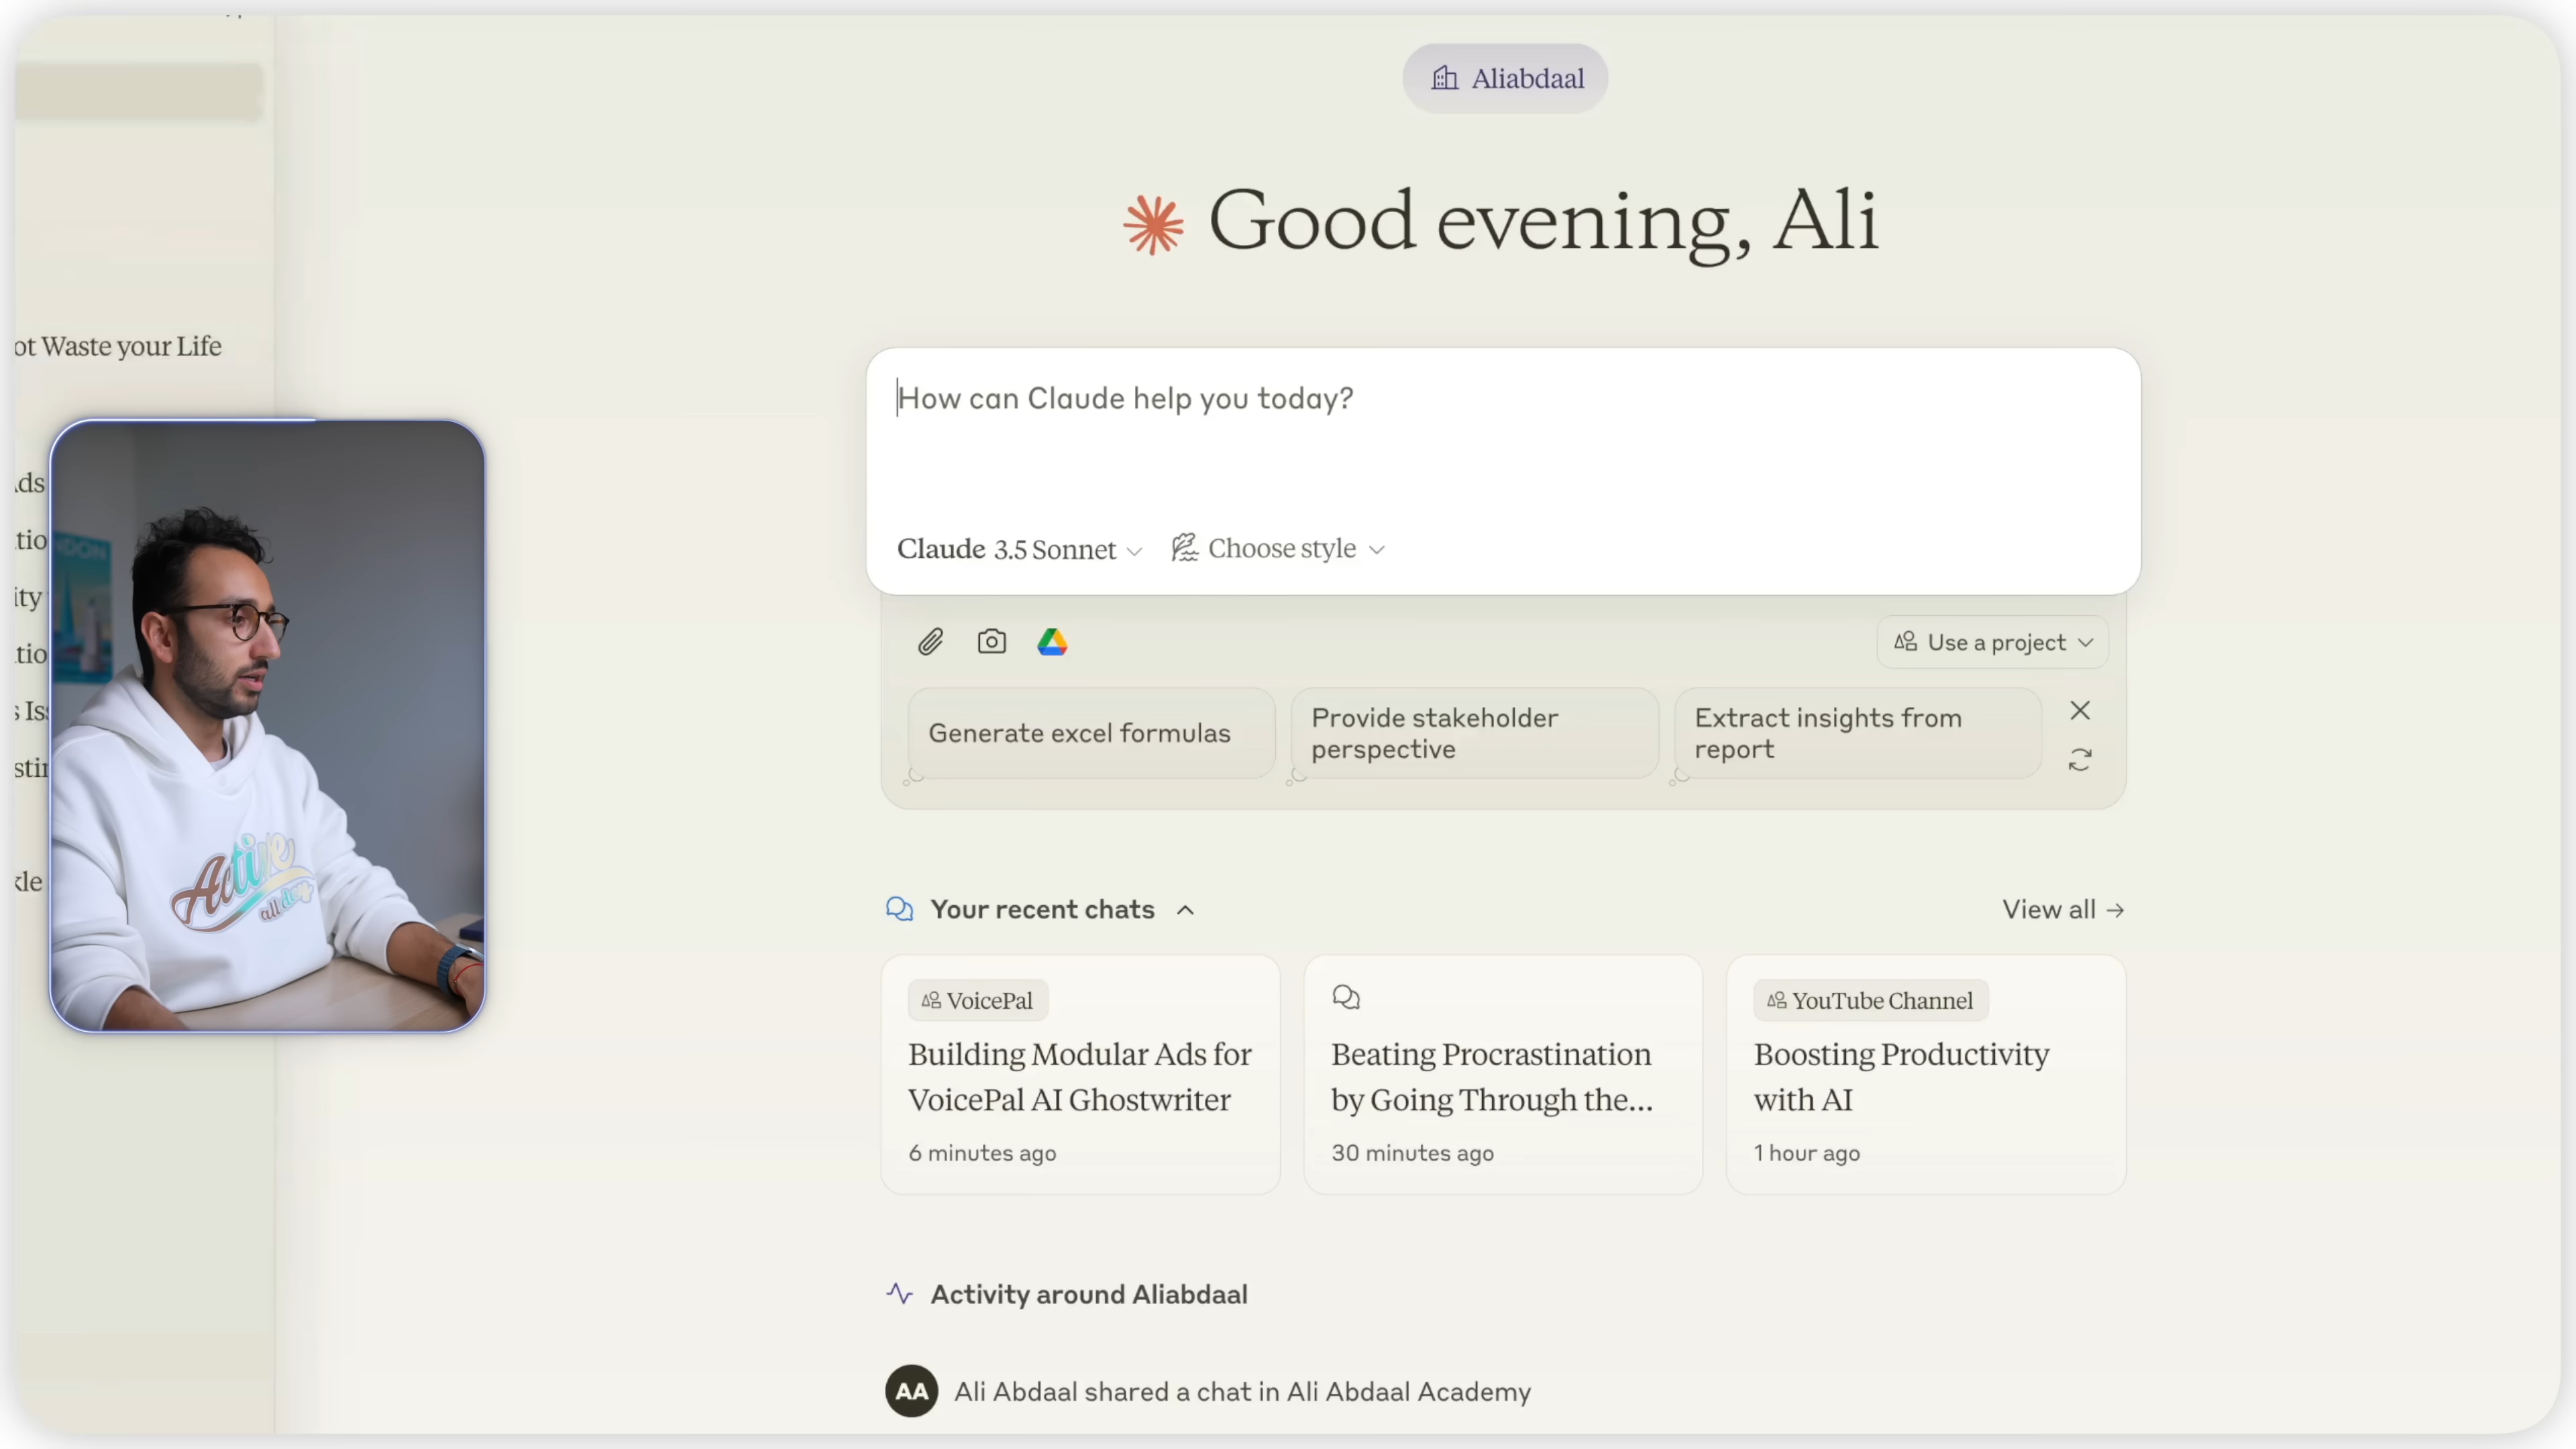 Aliabdaal
Good evening, Ali
ot Waste your Life
How can Claude help you today?
Claude 3.5 Sonnet
Choose style
Use a project
Generate excel formulas
Provide stakeholder
perspective
Extract insights from
report
Your recent chats
View all
VoicePal
Building Modular Ads for
VoicePal AI Ghostwriter
6 minutes ago
Beating Procrastination
by Going Through the...
30 minutes ago
YouTube Channel
Boosting Productivity
with AI
1 hour ago
Activity around Aliabdaal
AA
Ali Abdaal shared a chat in Ali Abdaal Academy
NDON
Active
all day